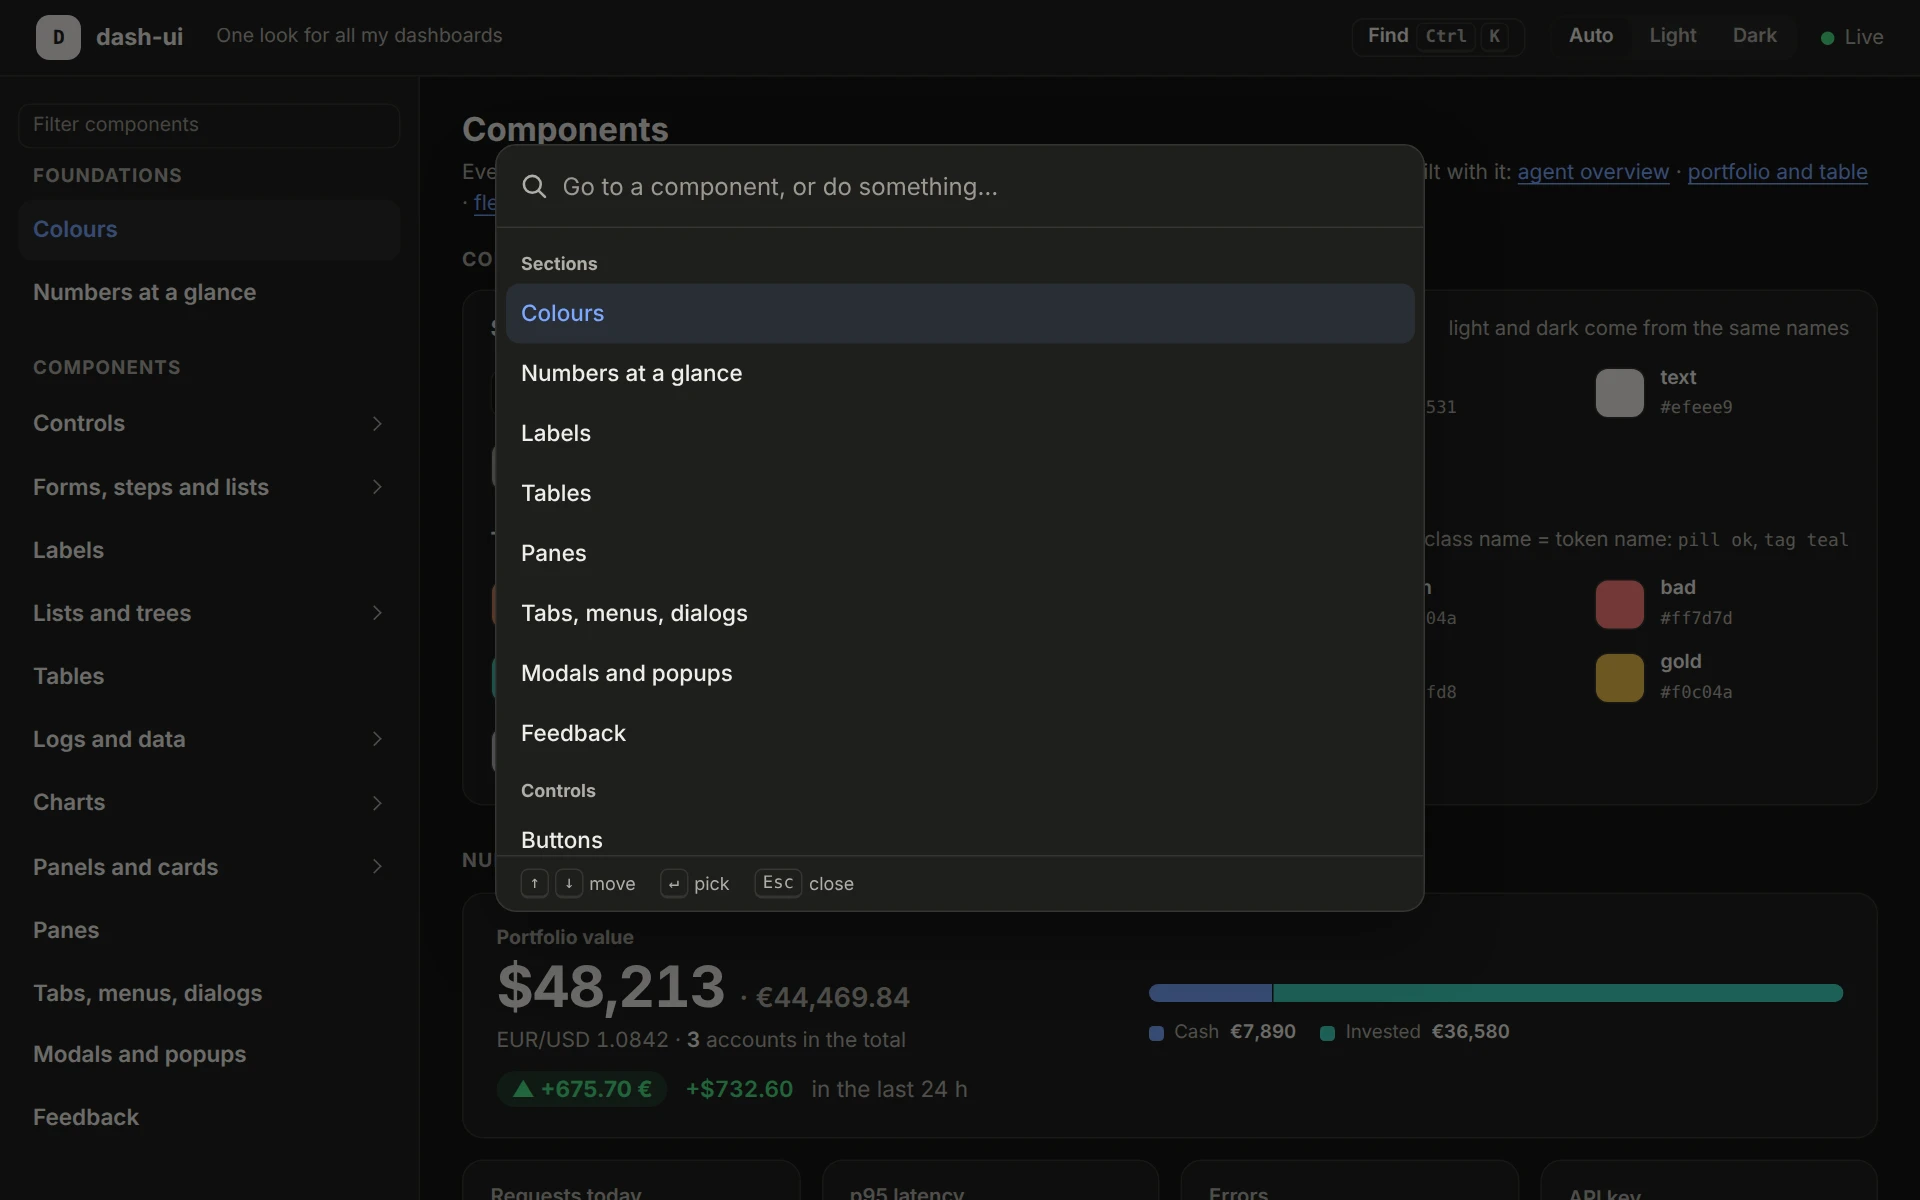 D dash-ui One look for all my dashboards Find Ctrl K Auto Light Dark Live
Filter components
FOUNDATIONS
Colours
Numbers at a glance
COMPONENTS
Controls
Forms, steps and lists
Labels
Lists and trees
Tables
Logs and data
Charts
Panels and cards
Panes
Tabs, menus, dialogs
Modals and popups
Feedback
Components
with it: agent overview · portfolio and table
·
Go to a component, or do something...
Sections
Colours
Numbers at a glance
Labels
Tables
Panes
Tabs, menus, dialogs
Modals and popups
Feedback
Controls
Buttons
↑ ↓ move ↵ pick Esc close
light and dark come from the same names
text
#efeee9
class name = token name: pill ok, tag teal
bad
#ff7d7d
gold
#f0c04a
Portfolio value
$48,213 · €44,469.84
EUR/USD 1.0842 · 3 accounts in the total
▲ +675.70 € +$732.60 in the last 24 h
Cash €7,890 Invested €36,580
Requests today p95 latency Errors API key